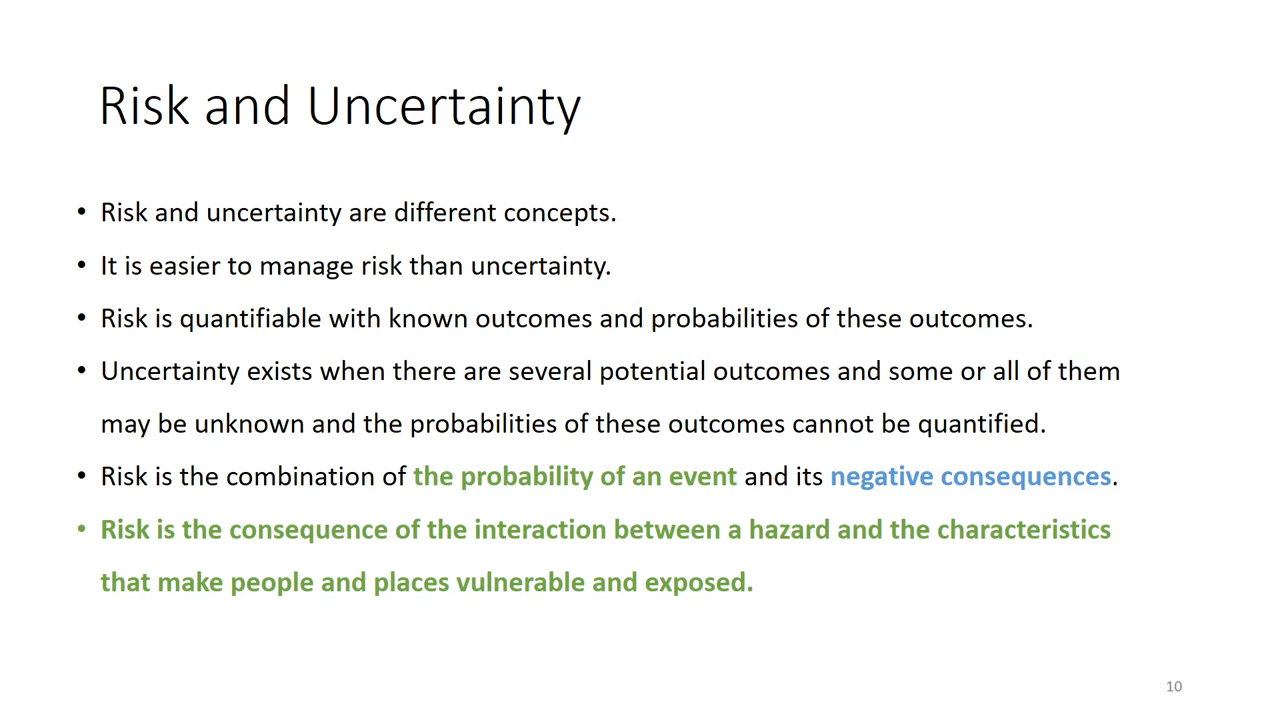 Risk and Uncertainty
• Risk and uncertainty are different concepts.
• It is easier to manage risk than uncertainty.
• Risk is quantifiable with known outcomes and probabilities of these outcomes.
• Uncertainty exists when there are several potential outcomes and some or all of them
may be unknown and the probabilities of these outcomes cannot be quantified.
• Risk is the combination of the probability of an event and its negative consequences.
• Risk is the consequence of the interaction between a hazard and the characteristics
that make people and places vulnerable and exposed.
10